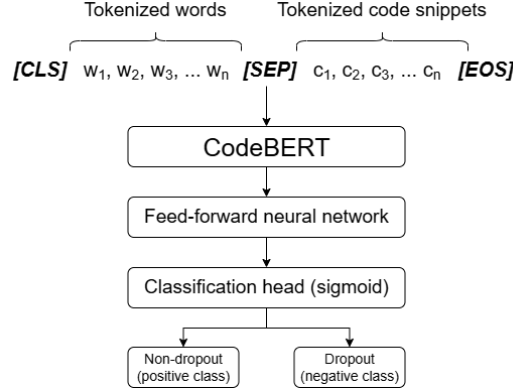 Tokenized words Tokenized code snippets
[CLS] w1, w2, w3, ... wn [SEP] c1, c2, c3, ... cn [EOS]
CodeBERT
Feed-forward neural network
Classification head (sigmoid)
Non-dropout
(positive class)
Dropout
(negative class)